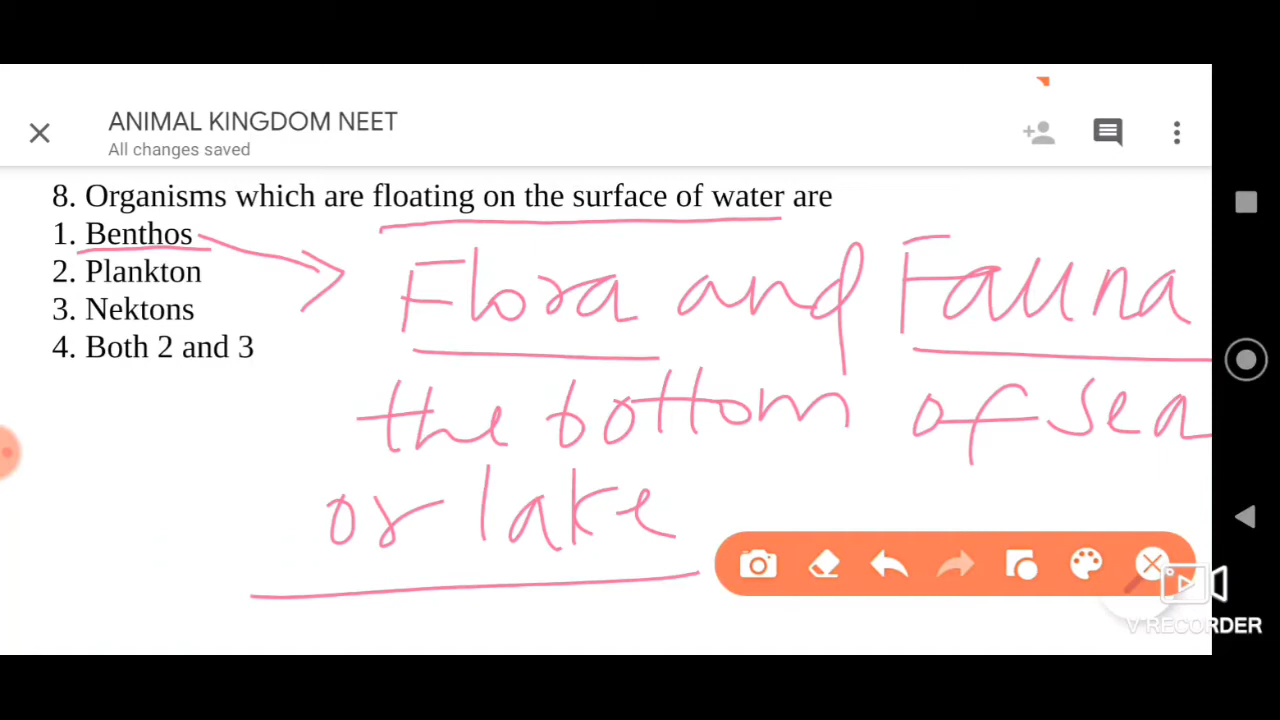 ANIMAL KINGDOM NEET
All changes saved
8. Organisms which are floating on the surface of water are
1. Benthos
2. Plankton
3. Nektons
4. Both 2 and 3
Flora and Fauna
the bottom of sea
or lake
V RECORDER